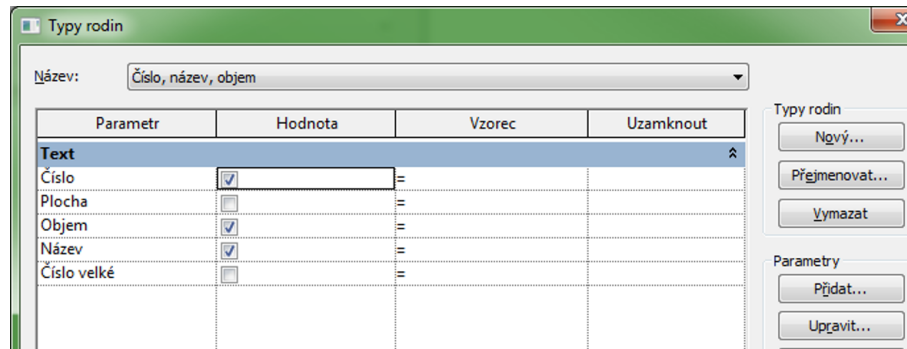 Typy rodin
Název: Číslo, název, objem
Parametr Hodnota Vzorec Uzamknout
Text
Číslo =
Plocha =
Objem =
Název =
Číslo velké =
Typy rodin
Nový...
Přejmenovat...
Vymazat
Parametry
Přidat...
Upravit...